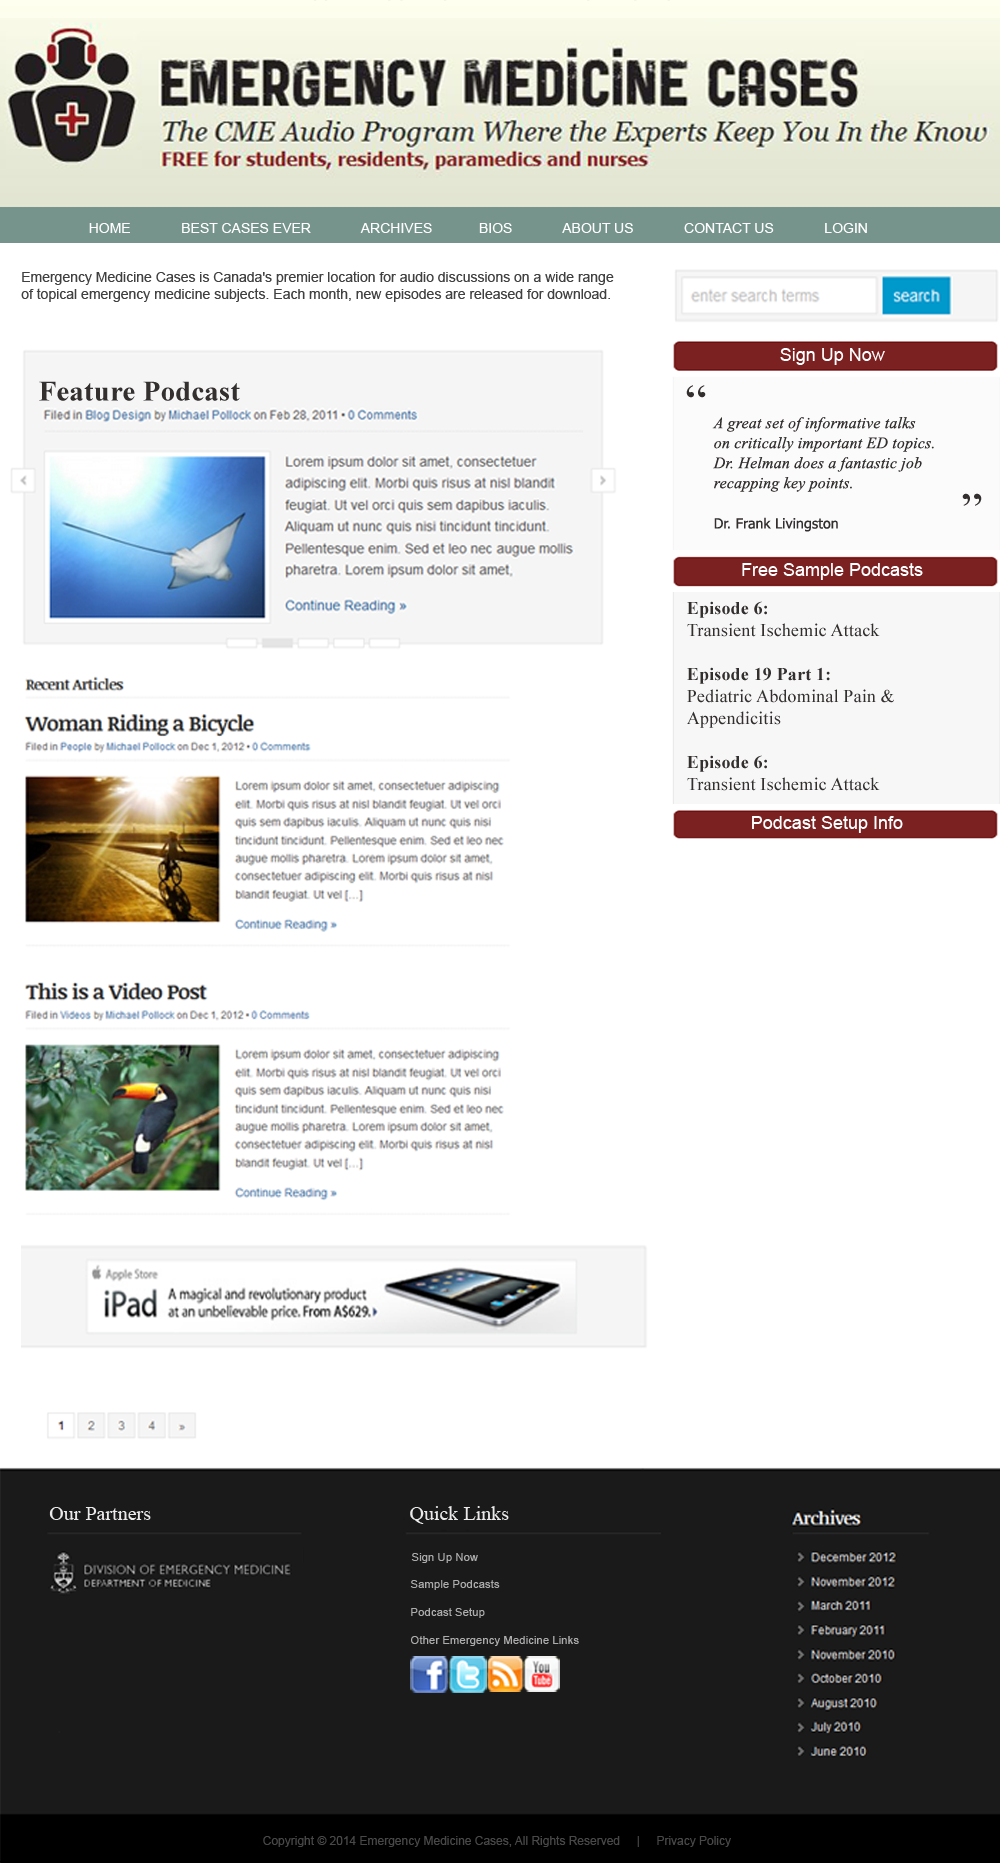 EMERGENCY MEDICINE CASES
The CME Audio Program Where the Experts Keep You In the Know
FREE for students, residents, paramedics and nurses
HOME BEST CASES EVER ARCHIVES BIOS ABOUT US CONTACT US LOGIN
Emergency Medicine Cases is Canada's premier location for audio discussions on a wide range
of topical emergency medicine subjects. Each month, new episodes are released for download.
Feature Podcast
Filed in Blog Design by Michael Pollock on Feb 28, 2011 • 0 Comments
Lorem ipsum dolor sit amet, consectetuer
adipiscing elit. Morbi quis risus at nisl blandit
feugiat. Ut vel orci quis sem dapibus iaculis.
Aliquam ut nunc quis nisi tincidunt tincidunt.
Pellentesque enim. Sed et leo nec augue mollis
pharetra. Lorem ipsum dolor sit amet,
Continue Reading »
Recent Articles
Woman Riding a Bicycle
Filed in People by Michael Pollock on Dec 1, 2012 • 0 Comments
Lorem ipsum dolor sit amet, consectetuer adipiscing
elit. Morbi quis risus at nisl blandit feugiat. Ut vel orci
quis sem dapibus iaculis. Aliquam ut nunc quis nisi
tincidunt tincidunt. Pellentesque enim. Sed et leo nec
augue mollis pharetra. Lorem ipsum dolor sit amet,
consectetuer adipiscing elit. Morbi quis risus at nisl
blandit feugiat. Ut vel [...]
Continue Reading »
This is a Video Post
Filed in Videos by Michael Pollock on Dec 1, 2012 • 0 Comments
Lorem ipsum dolor sit amet, consectetuer adipiscing
elit. Morbi quis risus at nisl blandit feugiat. Ut vel orci
quis sem dapibus iaculis. Aliquam ut nunc quis nisi
tincidunt tincidunt. Pellentesque enim. Sed et leo nec
augue mollis pharetra. Lorem ipsum dolor sit amet,
consectetuer adipiscing elit. Morbi quis risus at nisl
blandit feugiat. Ut vel [...]
Continue Reading »
Apple Store
iPad
A magical and revolutionary product
at an unbelievable price. From A$629.
1 2 3 4 »
enter search terms search
Sign Up Now
“
A great set of informative talks
on critically important ED topics.
Dr. Helman does a fantastic job
recapping key points.
”
Dr. Frank Livingston
Free Sample Podcasts
Episode 6:
Transient Ischemic Attack
Episode 19 Part 1:
Pediatric Abdominal Pain &
Appendicitis
Episode 6:
Transient Ischemic Attack
Podcast Setup Info
Our Partners
DIVISION OF EMERGENCY MEDICINE
DEPARTMENT OF MEDICINE
Quick Links
Sign Up Now
Sample Podcasts
Podcast Setup
Other Emergency Medicine Links
You
Tube
Archives
December 2012
November 2012
March 2011
February 2011
November 2010
October 2010
August 2010
July 2010
June 2010
Copyright © 2014 Emergency Medicine Cases, All Rights Reserved | Privacy Policy